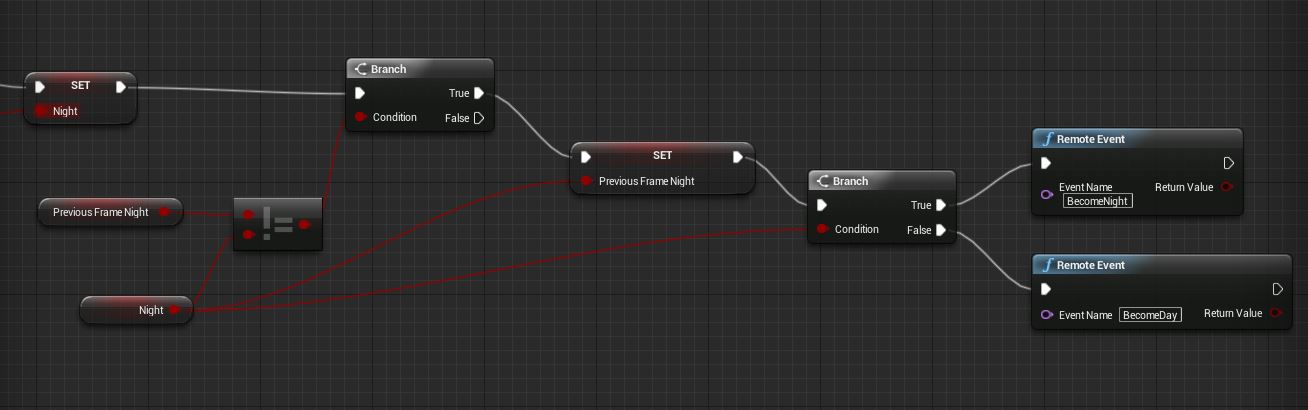 SET
Night
Branch
True
Condition
False
Previous Frame Night
!=
Night
SET
Previous Frame Night
Branch
True
Condition
False
Remote Event
Event Name
Return Value
BecomeNight
Remote Event
Event Name BecomeDay Return Value